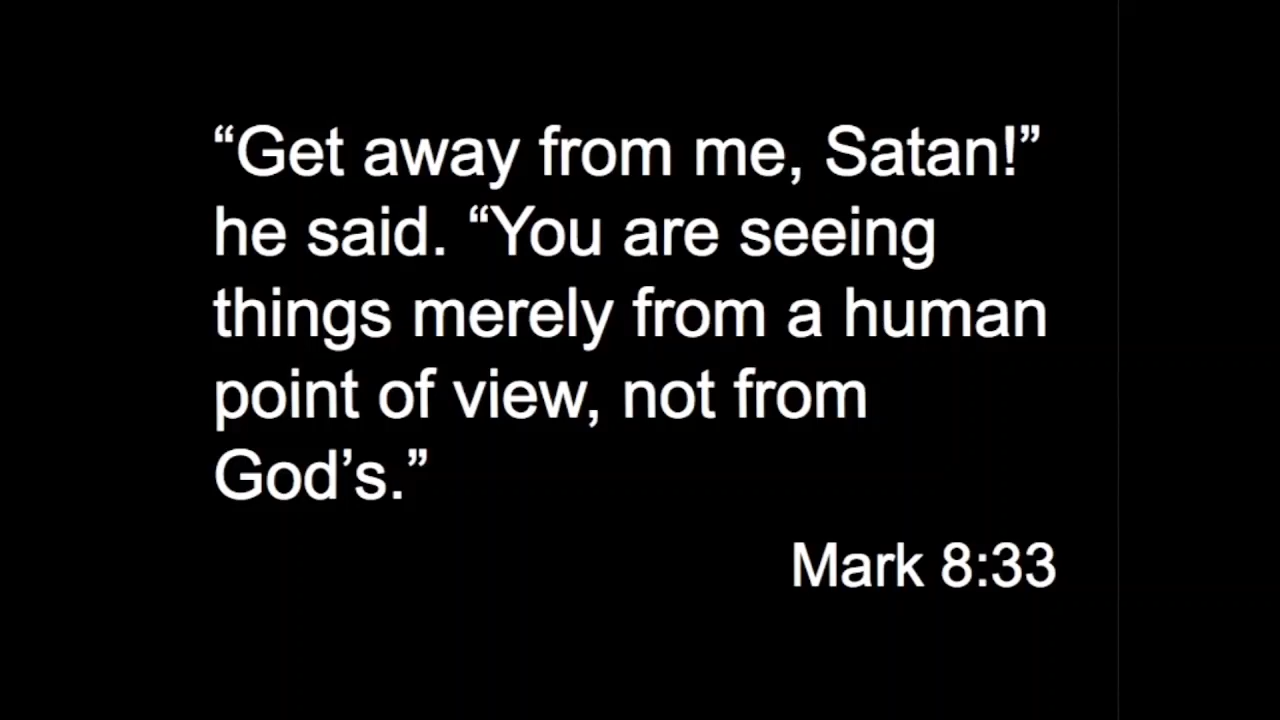 “Get away from me, Satan!”
he said. “You are seeing
things merely from a human
point of view, not from
God’s.”
Mark 8:33